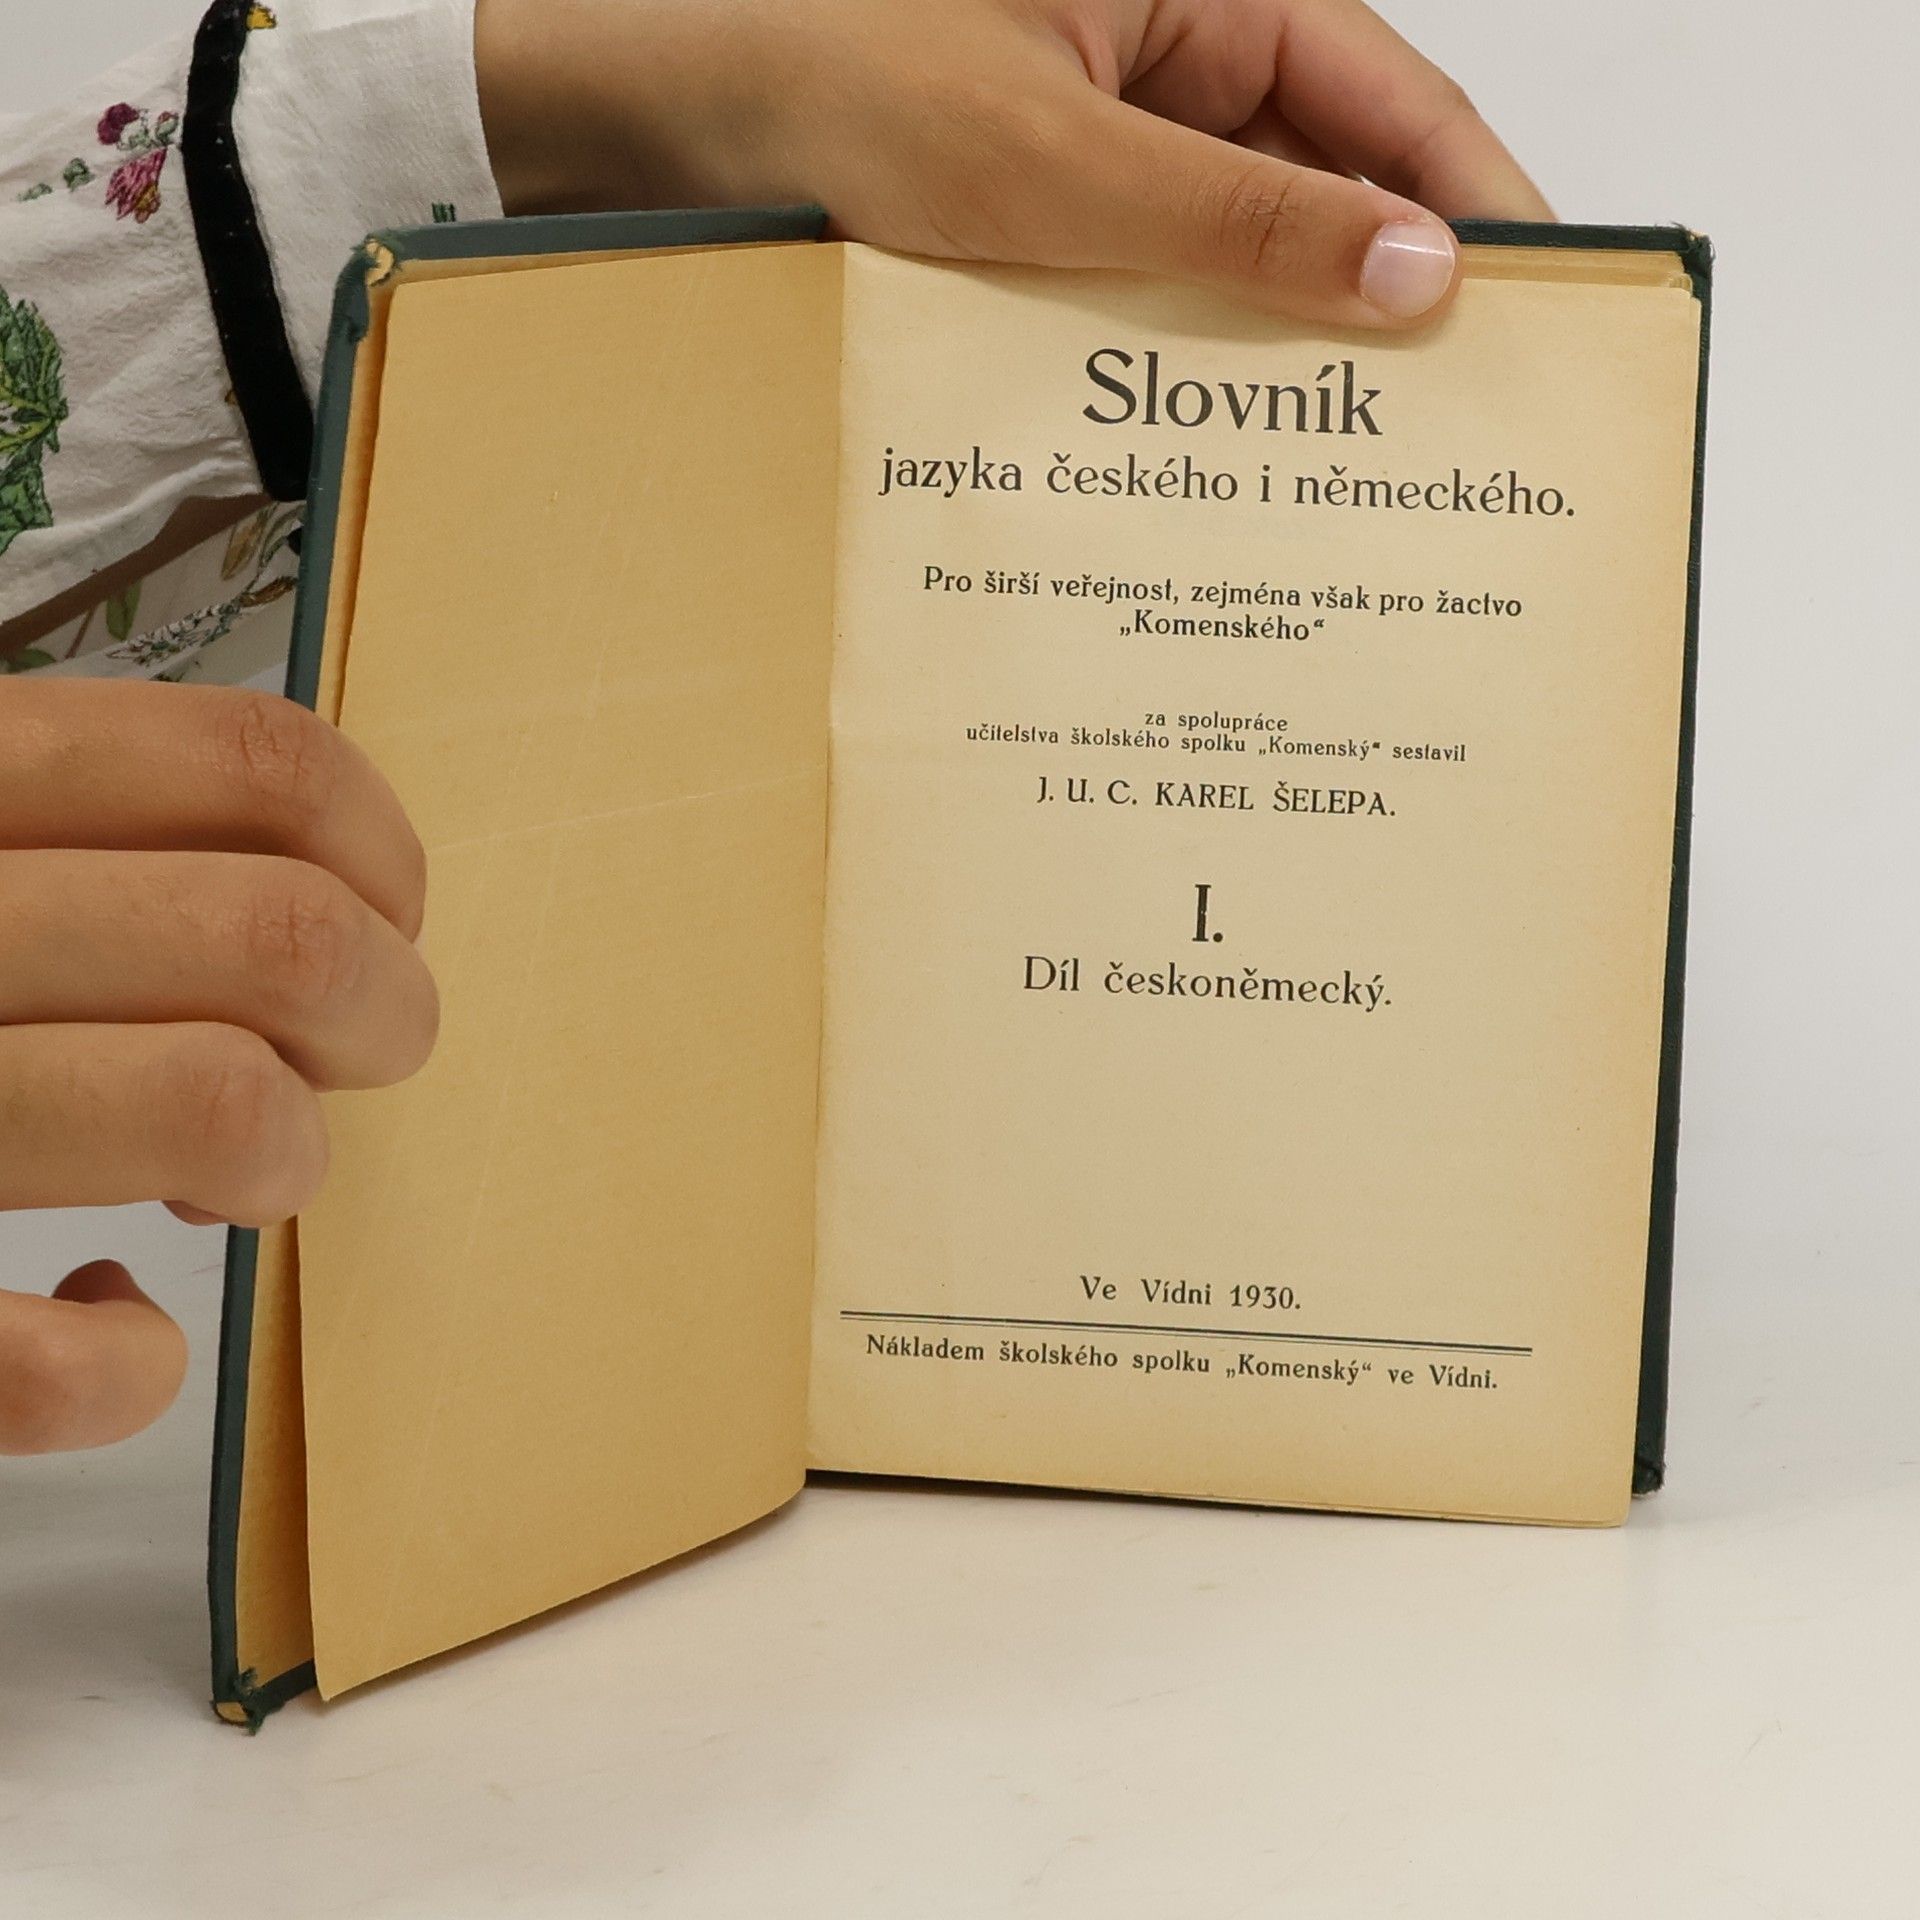 Slovník
jazyka českého i německého.
Pro širší veřejnost, zejména však pro žactvo
„Komenského“
za spolupráce
učitelstva školského spolku „Komenský“ sestavil
J. U. C. KAREL ŠELEPA.
I.
Díl českoněmecký.
Ve Vídni 1930.
Nákladem školského spolku „Komenský“ ve Vídni.